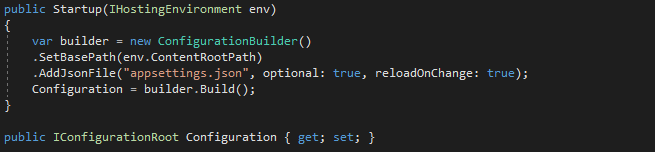 public Startup(IHostingEnvironment env)
{
var builder = new ConfigurationBuilder()
.SetBasePath(env.ContentRootPath)
.AddJsonFile("appsettings.json", optional: true, reloadOnChange: true);
Configuration = builder.Build();
}
public IConfigurationRoot Configuration { get; set; }